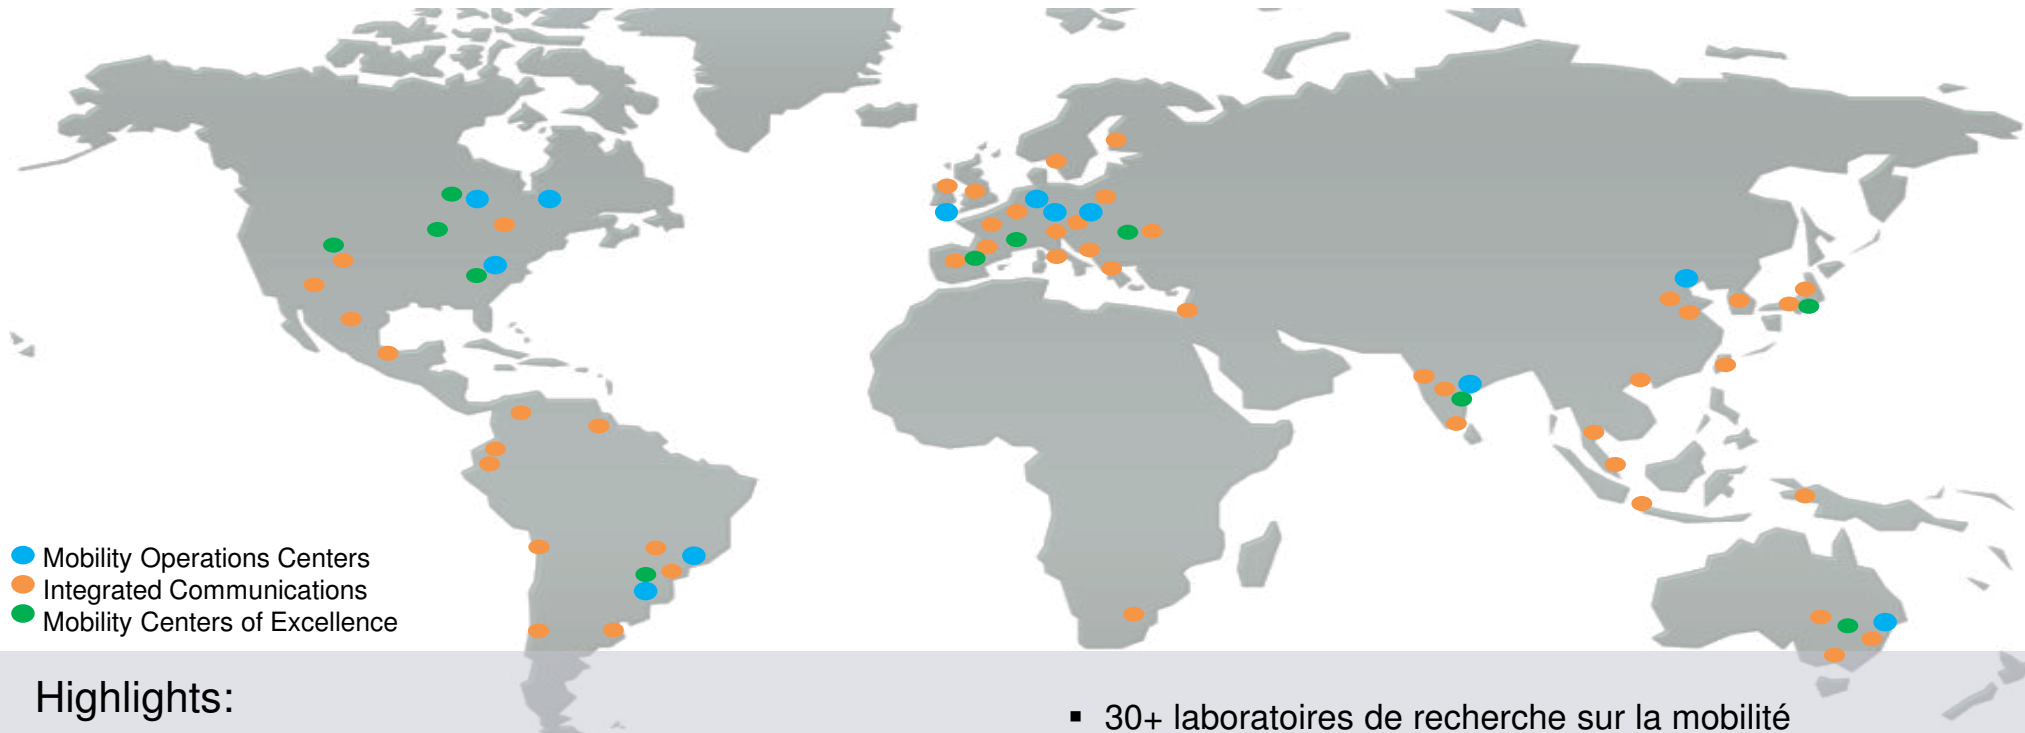 Mobility Operations Centers
Integrated Communications
Mobility Centers of Excellence
Highlights:
▪ 30+ laboratoires de recherche sur la mobilité